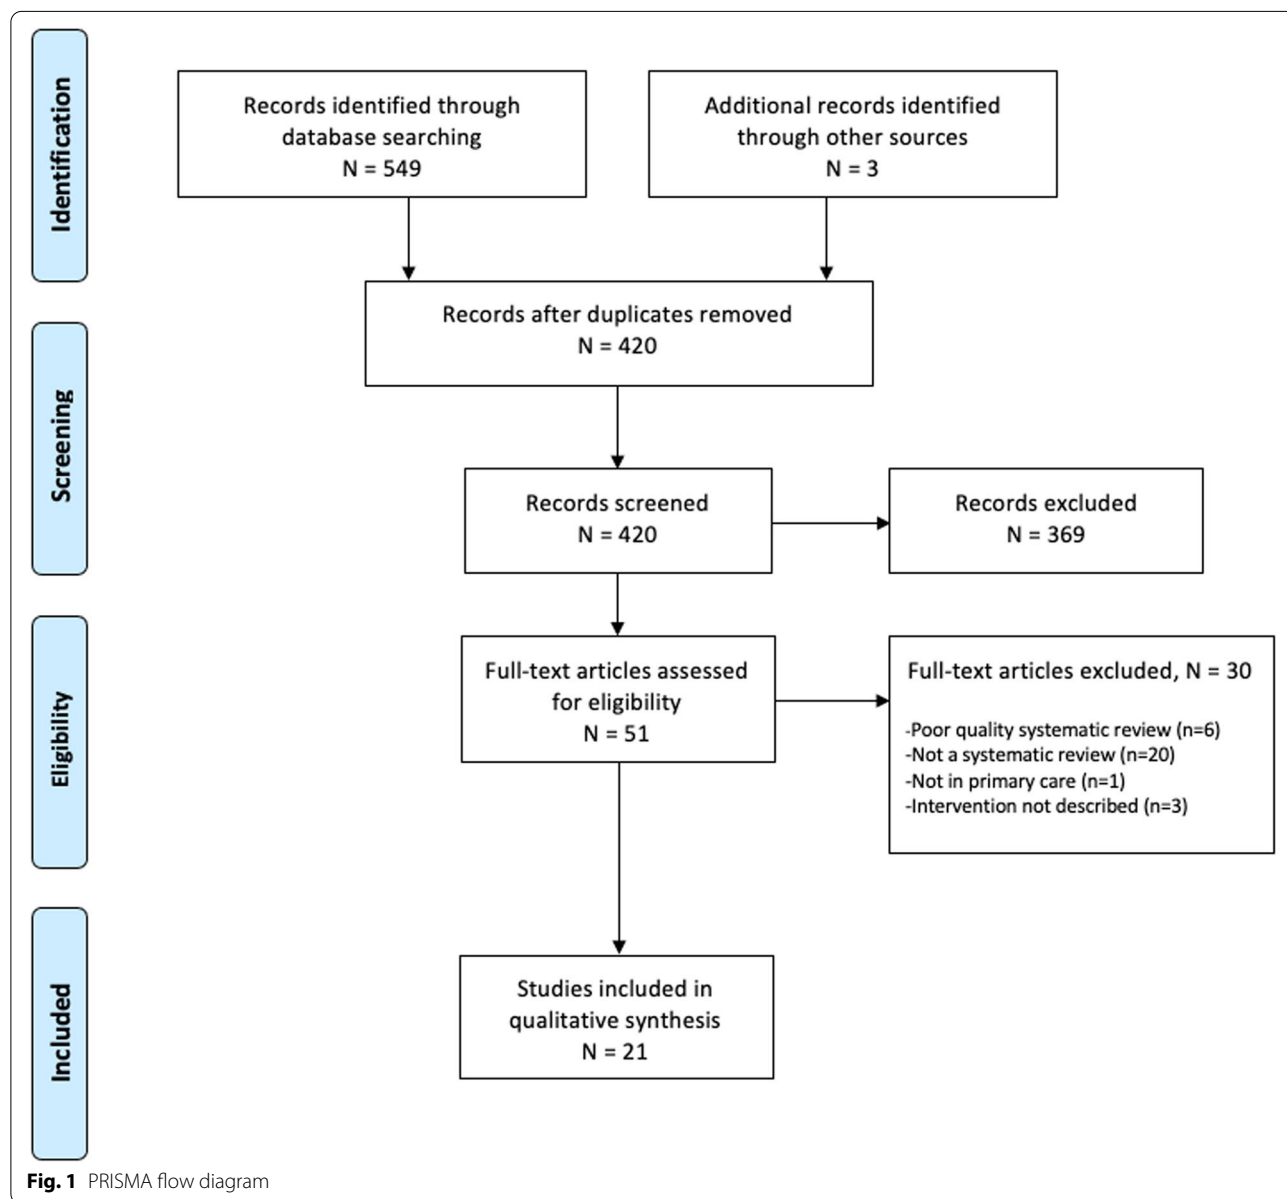 Identification
Records identified through
database searching
N = 549
Additional records identified
through other sources
N = 3
Records after duplicates removed
N = 420
Screening
Records screened
N = 420
Records excluded
N = 369
Eligibility
Full-text articles assessed
for eligibility
N = 51
Full-text articles excluded, N = 30
-Poor quality systematic review (n=6)
-Not a systematic review (n=20)
-Not in primary care (n=1)
-Intervention not described (n=3)
Included
Studies included in
qualitative synthesis
N = 21
Fig. 1 PRISMA flow diagram